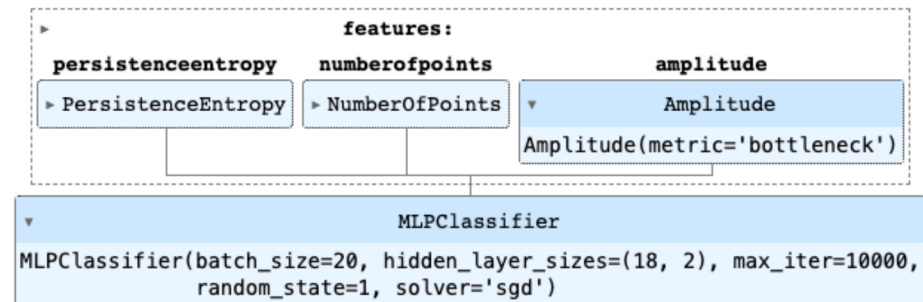 features:
persistenceentropy numberofpoints amplitude
PersistenceEntropy NumberOfPoints Amplitude
Amplitude(metric='bottleneck')
MLPClassifier
MLPClassifier(batch_size=20, hidden_layer_sizes=(18, 2), max_iter=10000,
random_state=1, solver='sgd')